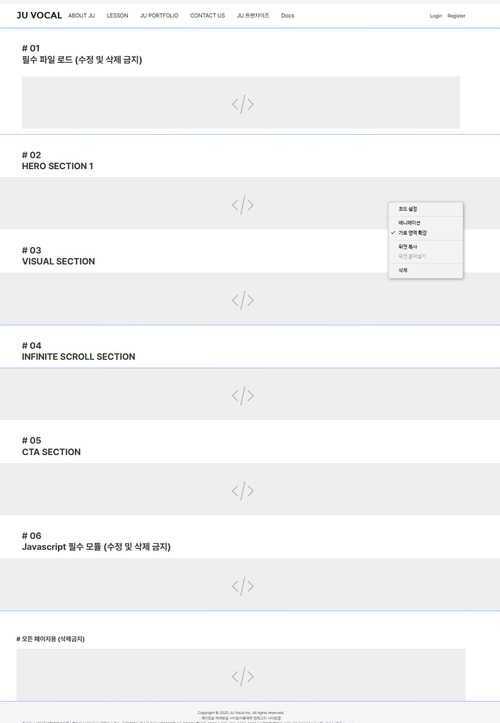 JU VOCAL ABOUT JU LESSON JU PORTFOLIO CONTACT US JU 프랜차이즈 Docs Login Register
# 01
필수 파일 로드 (수정 및 삭제 금지)
# 02
HERO SECTION 1
코드 설정
애니메이션
✓ 가로 영역 확장
위젯 복사
위젯 붙여넣기
삭제
# 03
VISUAL SECTION
# 04
INFINITE SCROLL SECTION
# 05
CTA SECTION
# 06
Javascript 필수 모듈 (수정 및 삭제 금지)
# 모든 페이지용 (삭제금지)
Copyright © 2025 JU Vocal Inc. All rights reserved.